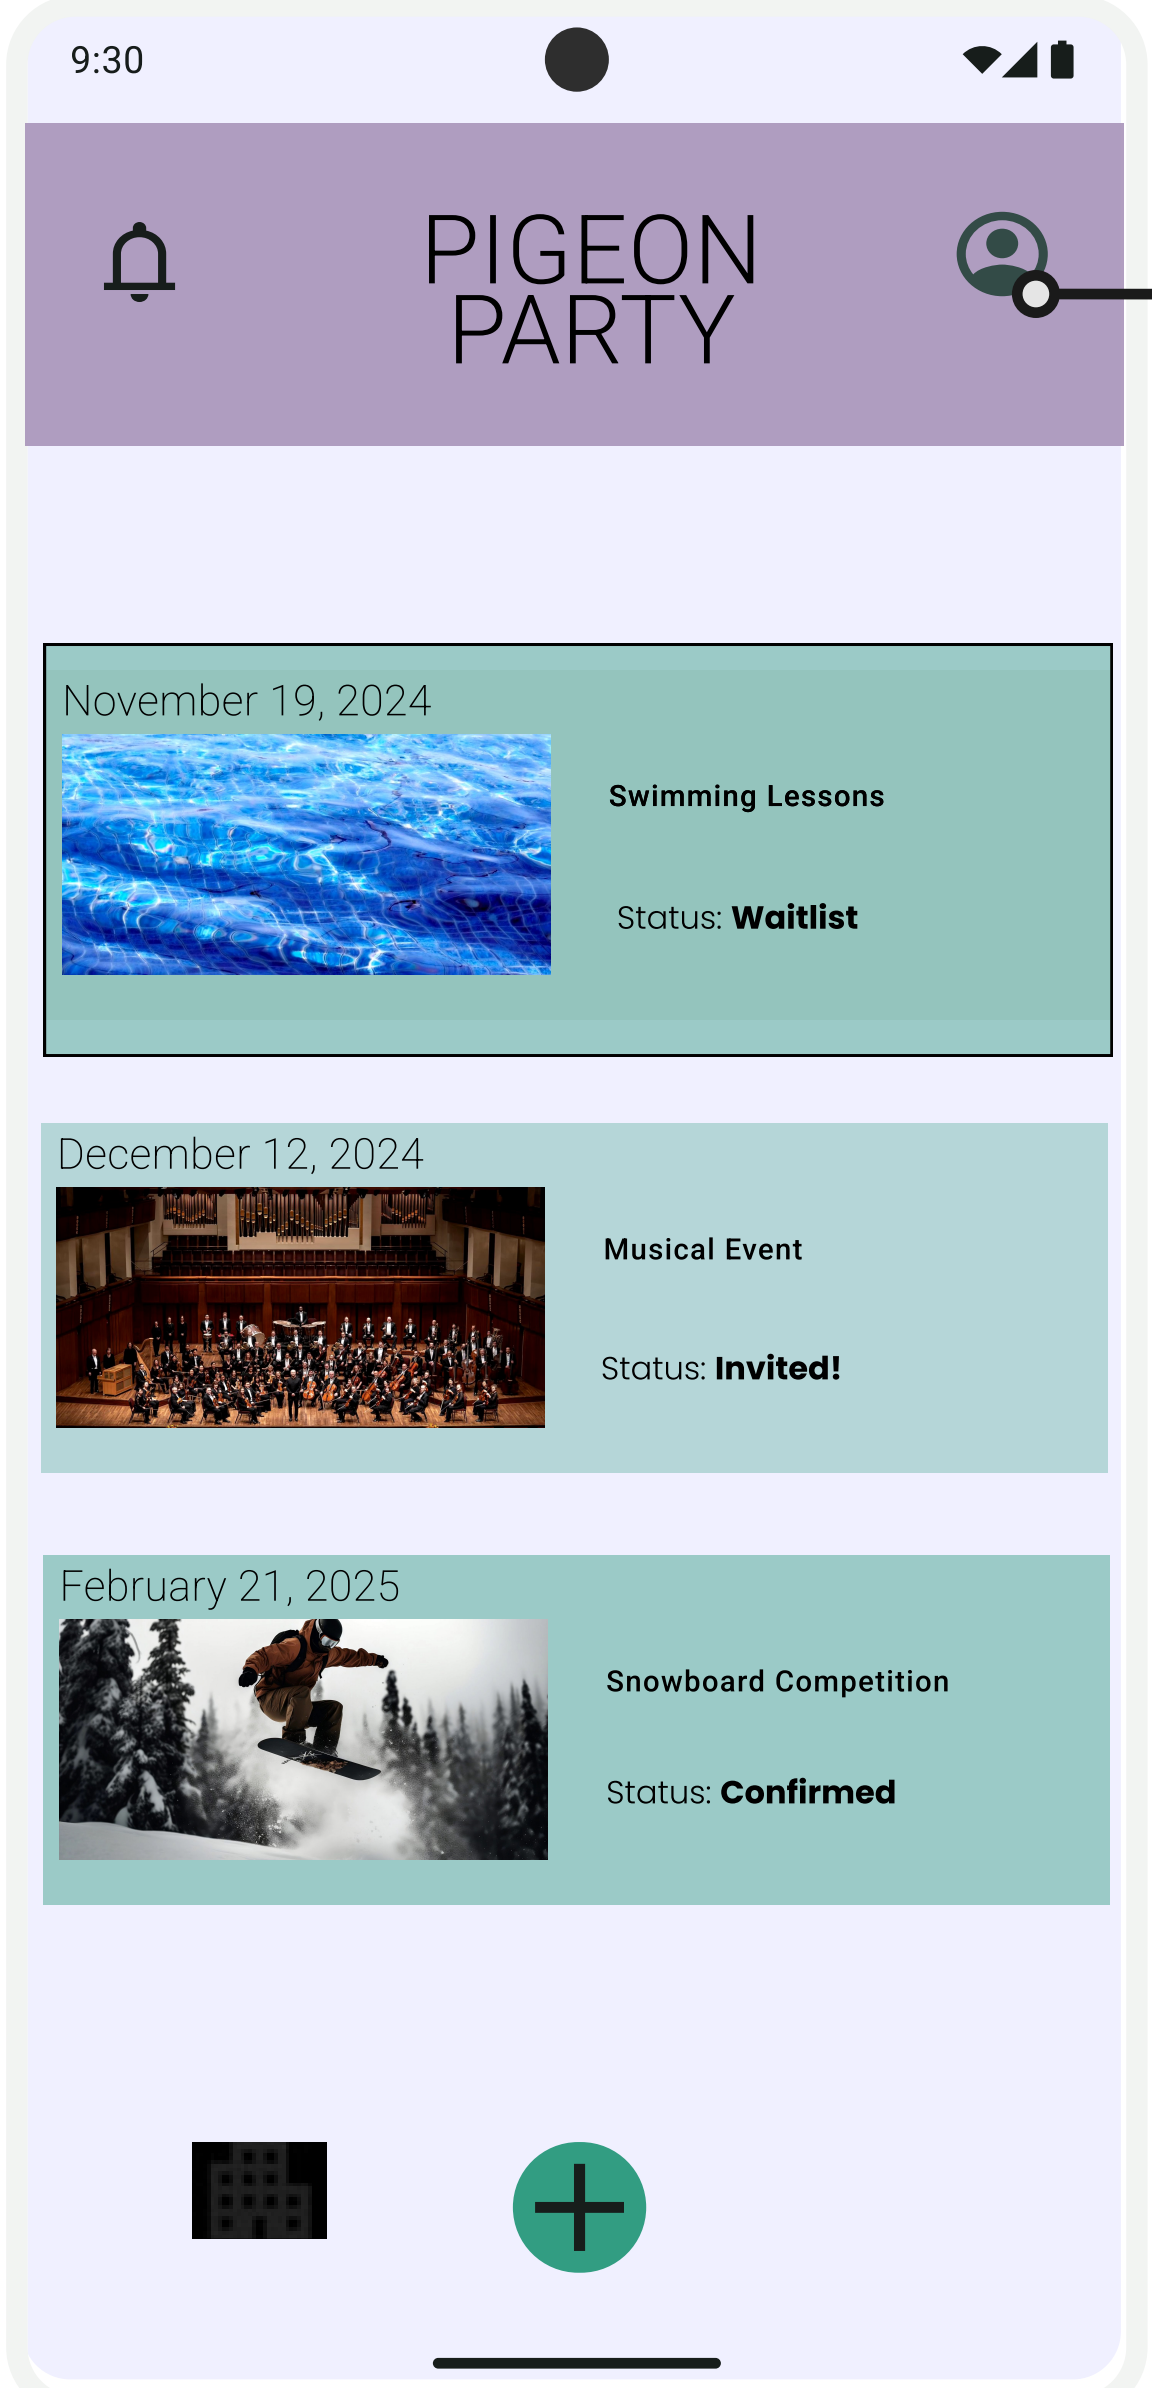 9:30
PIGEON
PARTY
November 19, 2024
Swimming Lessons
Status: Waitlist
December 12, 2024
Musical Event
Status: Invited!
February 21, 2025
Snowboard Competition
Status: Confirmed